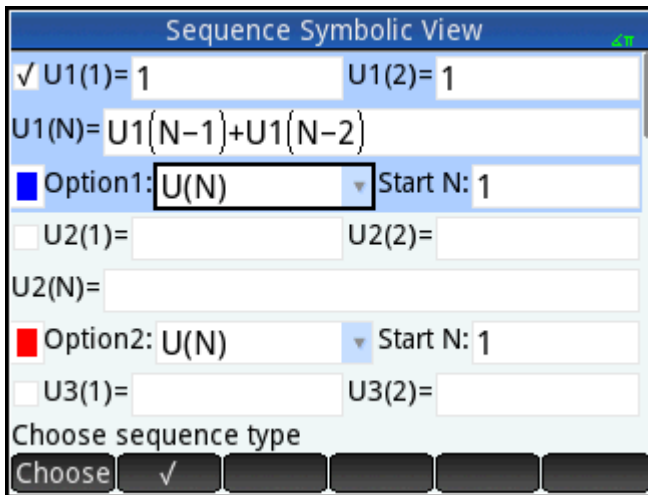 Sequence Symbolic View
∡π
√ U1(1)= 1 U1(2)= 1
U1(N)= U1(N-1)+U1(N-2)
Option1: U(N) Start N: 1
U2(1)= U2(2)=
U2(N)=
Option2: U(N) Start N: 1
U3(1)= U3(2)=
Choose sequence type
Choose √